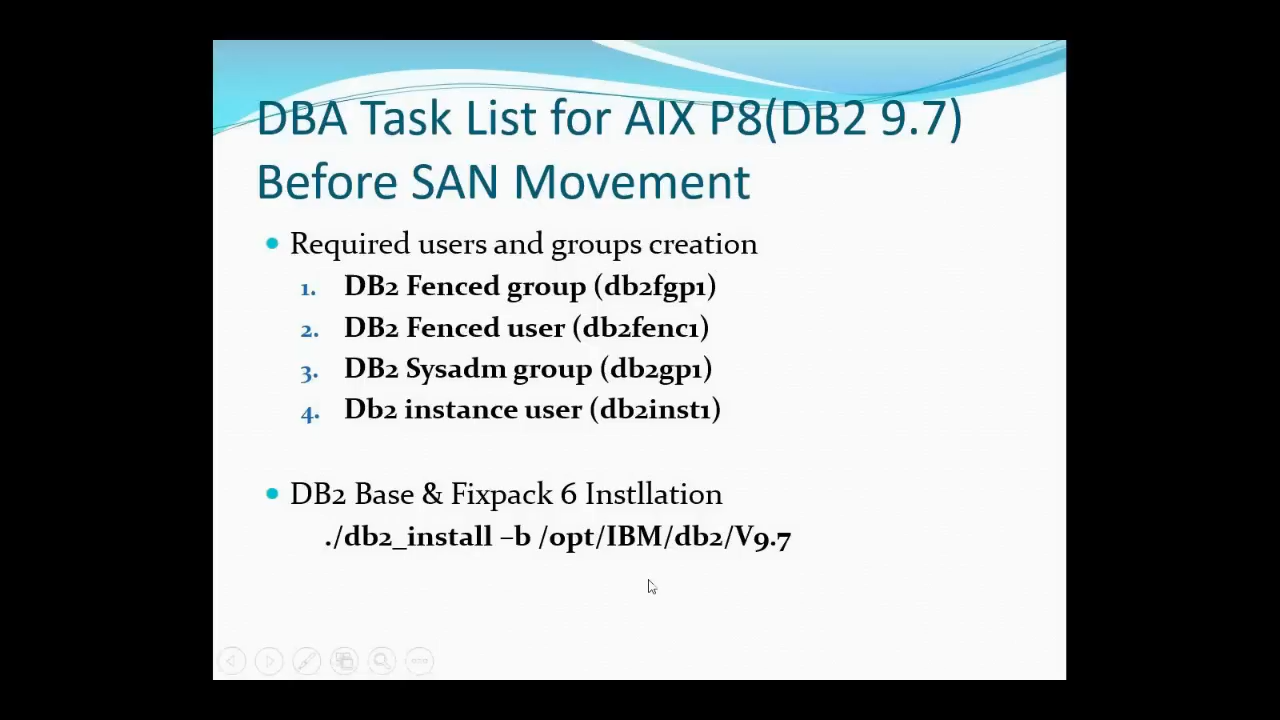 DBA Task List for AIX P8(DB2 9.7)
Before SAN Movement
• Required users and groups creation
1. DB2 Fenced group (db2fgp1)
2. DB2 Fenced user (db2fenc1)
3. DB2 Sysadm group (db2gp1)
4. Db2 instance user (db2inst1)
• DB2 Base & Fixpack 6 Instllation
./db2_install –b /opt/IBM/db2/V9.7